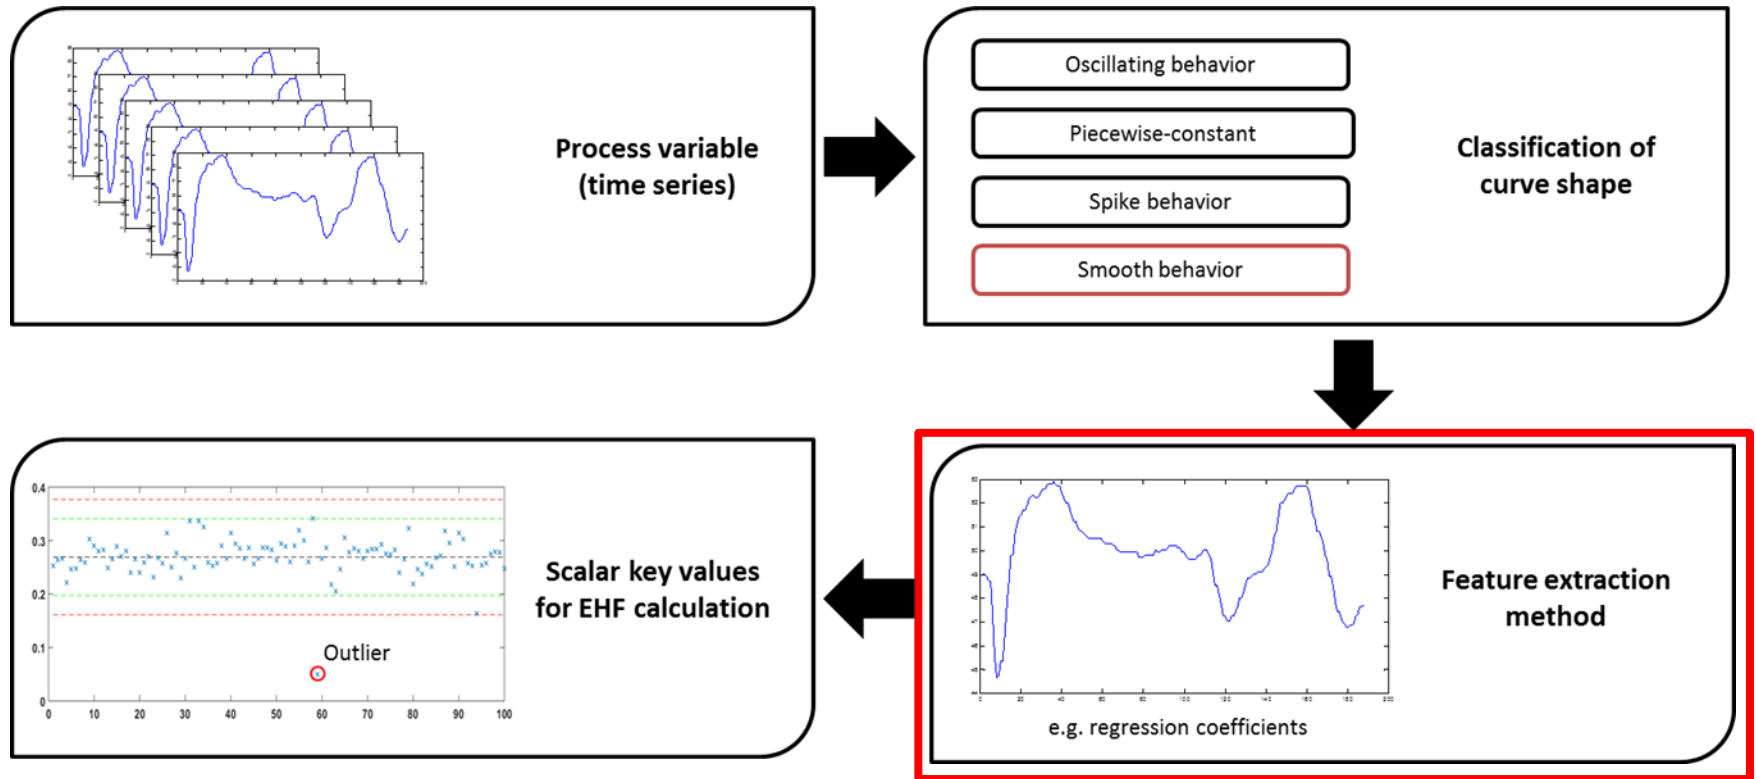 Process variable
(time series)
Oscillating behavior
Piecewise-constant
Spike behavior
Smooth behavior
Classification of
curve shape
0.4
0.3
0.2
0.1
0
0 10 20 30 40 50 60 70 80 90 100
Outlier
Scalar key values
for EHF calculation
e.g. regression coefficients
Feature extraction
method